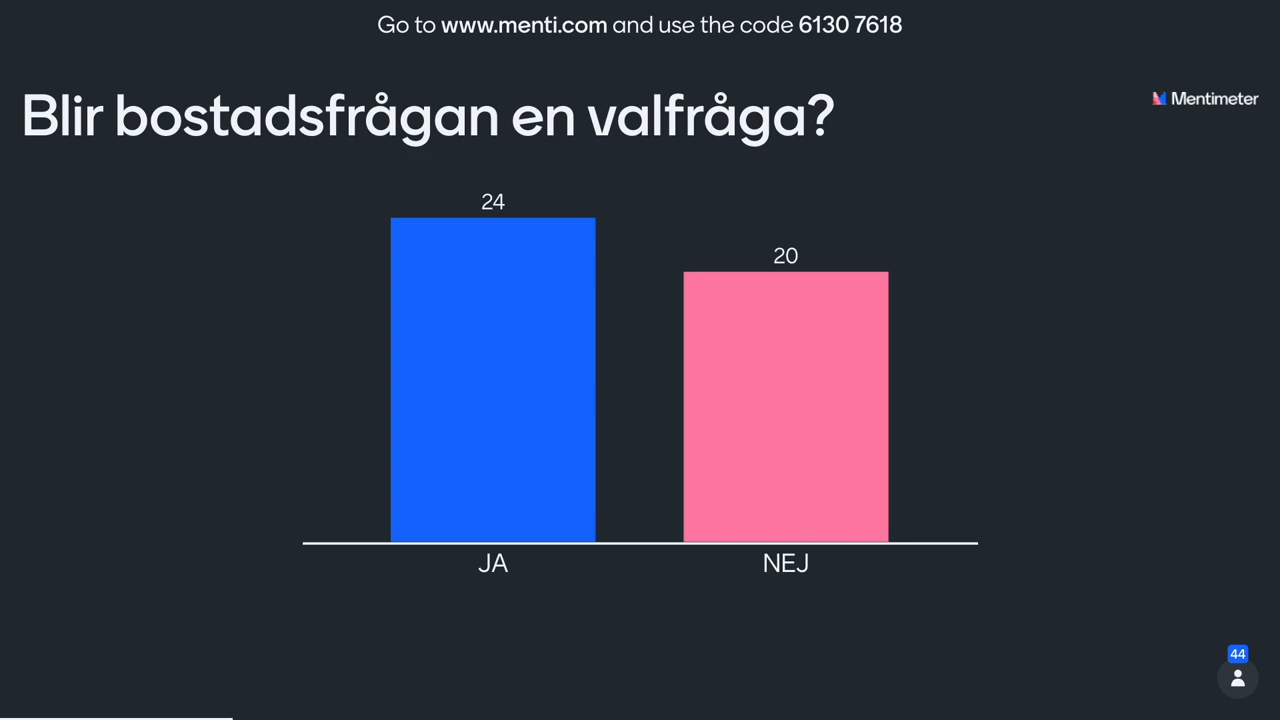 Go to www.menti.com and use the code 6130 7618
Blir bostadsfrågan en valfråga?
Mentimeter
24
20
JA
NEJ
44